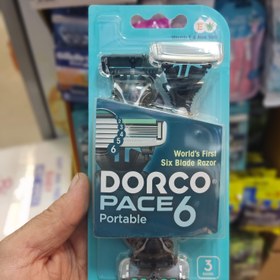 World's First
Six Blade Razor
DORCO
PACE 6
Portable
3